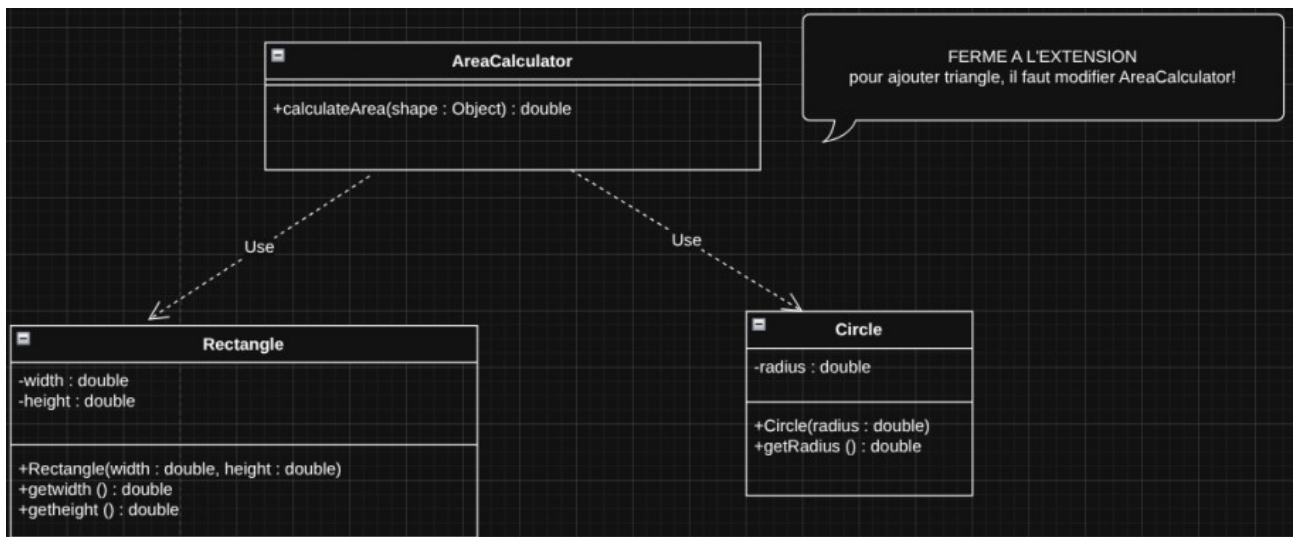 AreaCalculator
+calculateArea(shape : Object) : double
FERME A L'EXTENSION
pour ajouter triangle, il faut modifier AreaCalculator!
Use
Use
Rectangle
-width : double
-height : double
+Rectangle(width : double, height : double)
+getwidth () : double
+getheight () : double
Circle
-radius : double
+Circle(radius : double)
+getRadius () : double